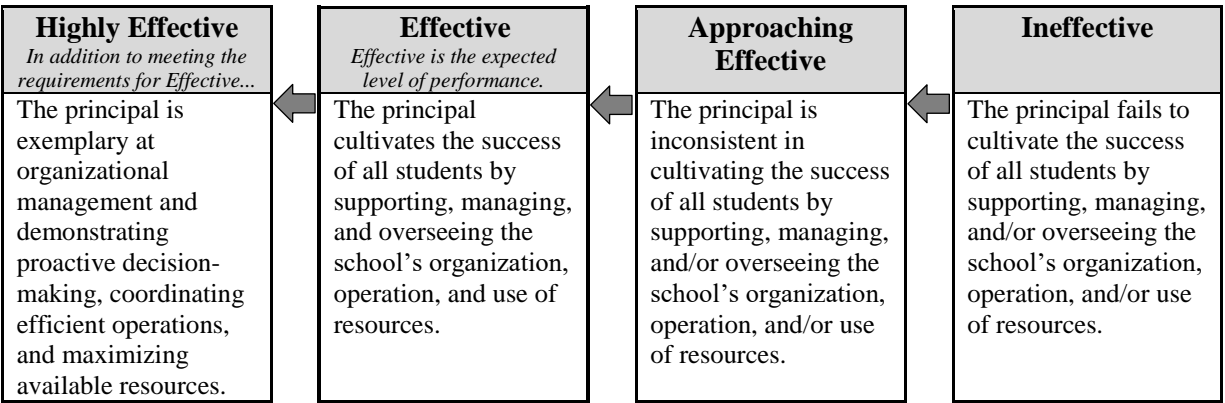 Highly Effective
In addition to meeting the
requirements for Effective...
The principal is
exemplary at
organizational
management and
demonstrating
proactive decision-
making, coordinating
efficient operations,
and maximizing
available resources.
Effective
Effective is the expected
level of performance.
The principal
cultivates the success
of all students by
supporting, managing,
and overseeing the
school’s organization,
operation, and use of
resources.
Approaching
Effective
The principal is
inconsistent in
cultivating the success
of all students by
supporting, managing,
and/or overseeing the
school’s organization,
operation, and/or use
of resources.
Ineffective
The principal fails to
cultivate the success
of all students by
supporting, managing,
and/or overseeing the
school’s organization,
operation, and/or use
of resources.